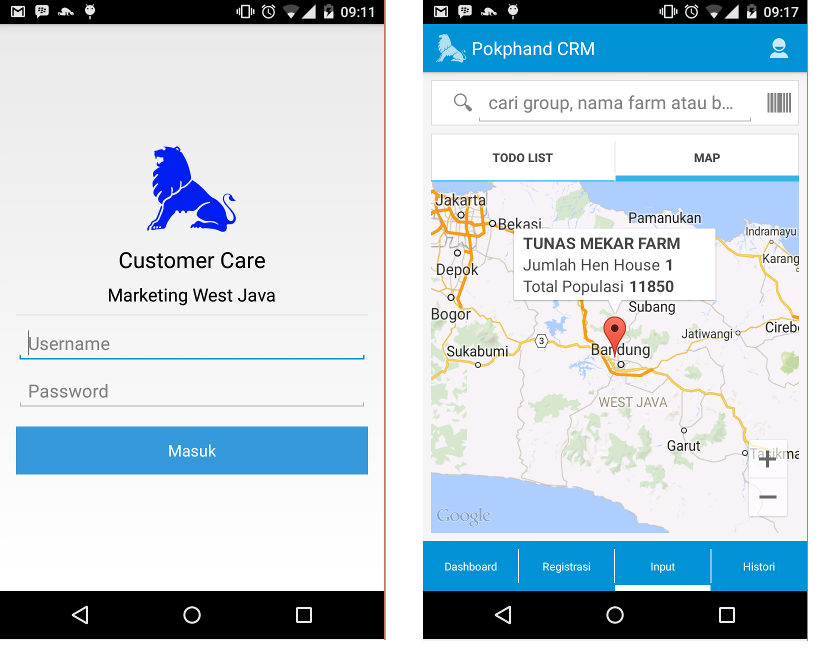 09:11
Customer Care
Marketing West Java
Username
Password
Masuk
09:17
Pokphand CRM
cari group, nama farm atau b...
TODO LIST
MAP
Jakarta
Bekasi
Pamanukan
Indramayu
TUNAS MEKAR FARM
Karang
Jumlah Hen House 1
Depok
Total Populasi 11850
Bogor
Subang
Jatiwangi
Cireb
3
Sukabumi
Bandung
WEST JAVA
Garut
+
Google
−
Dashboard
Registrasi
Input
Histori